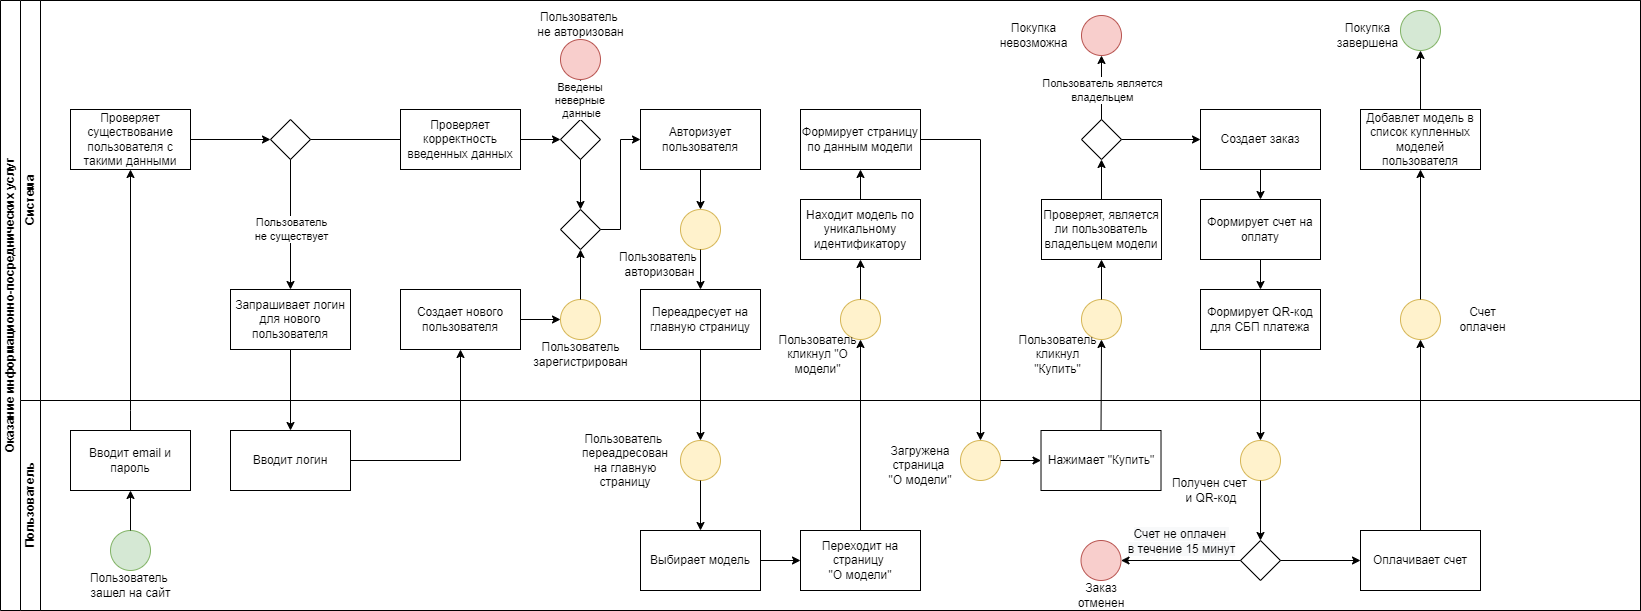 Оказание информационно-посреднических услуг
Система
Пользователь
Пользователь
зашел на сайт
Вводит email и
пароль
Проверяет
существование
пользователя с
такими данными
Пользователь
не существует
Запрашивает логин
для нового
пользователя
Вводит логин
Проверяет
корректность
введенных данных
Создает нового
пользователя
Пользователь
не авторизован
Введены
неверные
данные
Пользователь
зарегистрирован
Авторизует
пользователя
Пользователь
авторизован
Переадресует на
главную страницу
Пользователь
переадресован
на главную
страницу
Выбирает модель
Переходит на
страницу
"О модели"
Пользователь
кликнул "О
модели"
Находит модель по
уникальному
идентификатору
Формирует страницу
по данным модели
Загружена
страница
"О модели"
Нажимает "Купить"
Пользователь
кликнул
"Купить"
Проверяет, является
ли пользователь
владельцем модели
Пользователь является
владельцем
Покупка
невозможна
Создает заказ
Формирует счет на
оплату
Формирует QR-код
для СБП платежа
Получен счет
и QR-код
Счет не оплачен
в течение 15 минут
Заказ
отменен
Оплачивает счет
Счет
оплачен
Добавлет модель в
список купленных
моделей
пользователя
Покупка
завершена